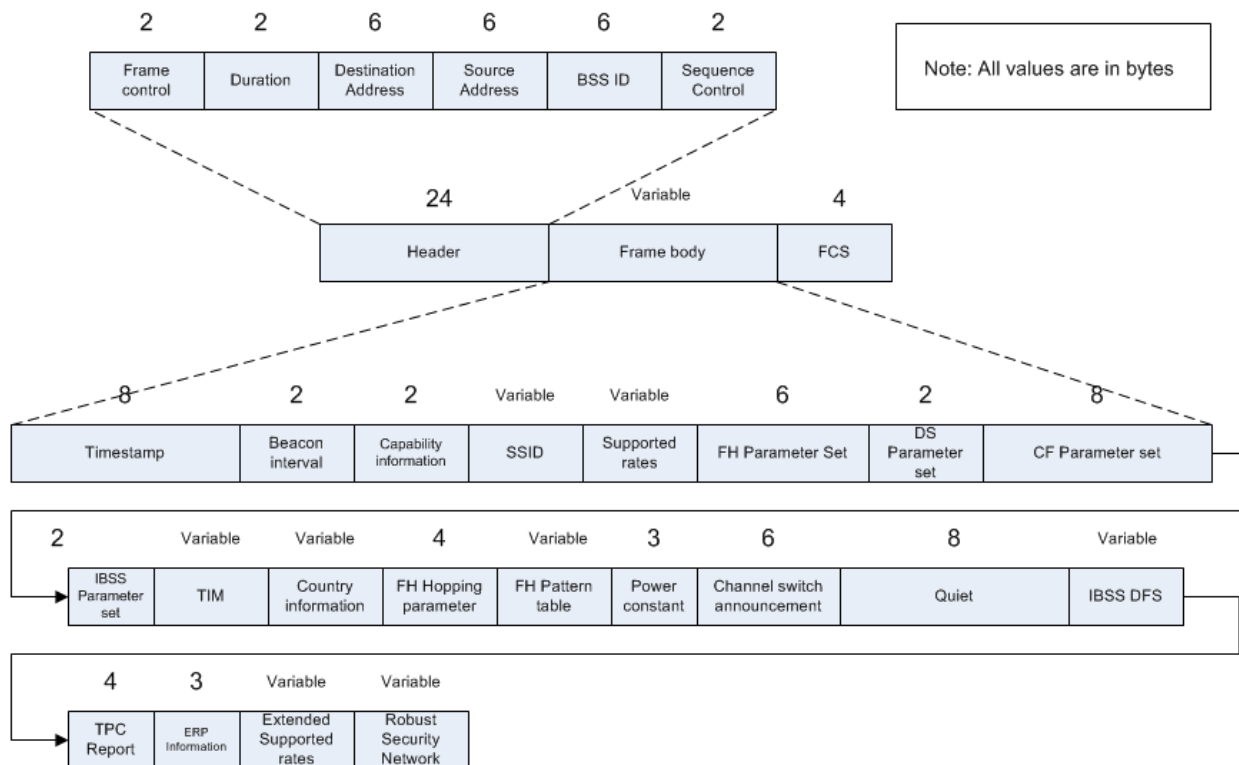 2 2 6 6 6 2
Frame control
Duration
Destination Address
Source Address
BSS ID
Sequence Control
Note: All values are in bytes
24 Variable 4
Header
Frame body
FCS
8 2 2 Variable Variable 6 2 8
Timestamp
Beacon interval
Capability information
SSID
Supported rates
FH Parameter Set
DS Parameter set
CF Parameter set
2 Variable Variable 4 Variable 3 6 8 Variable
IBSS Parameter set
TIM
Country information
FH Hopping parameter
FH Pattern table
Power constant
Channel switch announcement
Quiet
IBSS DFS
4 3 Variable Variable
TPC Report
ERP Information
Extended Supported rates
Robust Security Network